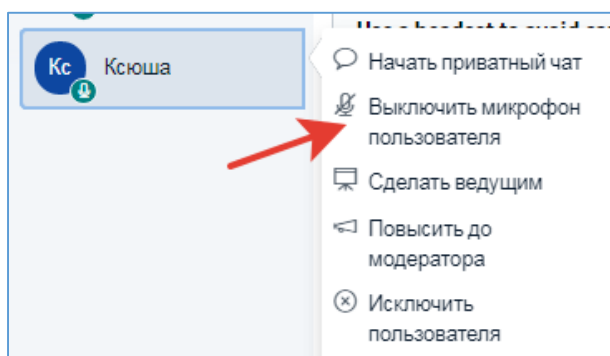 Кс
Ксюша
Начать приватный чат
Выключить микрофон
пользователя
Сделать ведущим
Повысить до
модератора
Исключить
пользователя